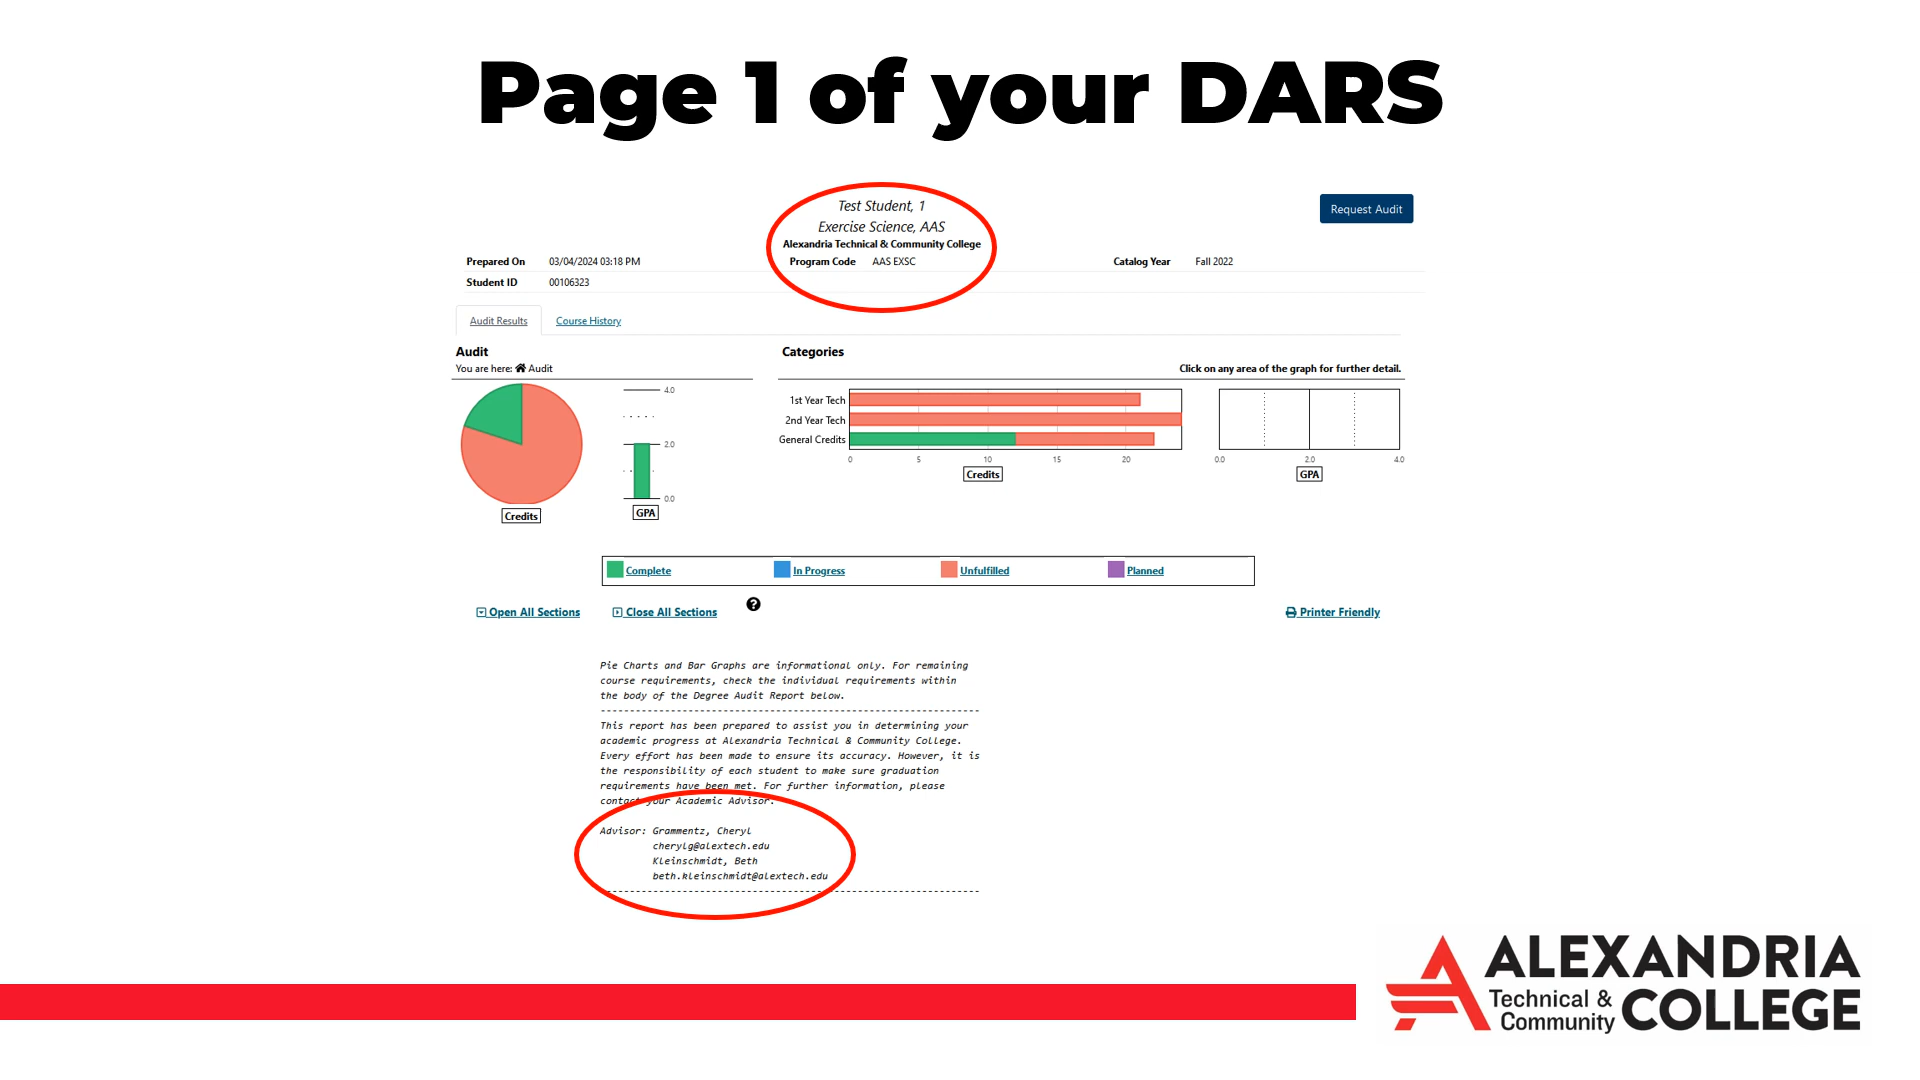 Page 1 of your DARS
Test Student, 1
Exercise Science, AAS
Alexandria Technical & Community College
Request Audit
Prepared On 03/04/2024 03:18 PM Program Code AAS EXSC Catalog Year Fall 2022
Student ID 00106323
Audit Results Course History
Audit
You are here: Audit
4.0
2.0
0.0
Credits
GPA
Categories
Click on any area of the graph for further detail.
1st Year Tech
2nd Year Tech
General Credits
0 5 10 15 20
Credits
0.0 2.0 4.0
GPA
Complete In Progress Unfulfilled Planned
Open All Sections Close All Sections ? Printer Friendly
Pie Charts and Bar Graphs are informational only. For remaining
course requirements, check the individual requirements within
the body of the Degree Audit Report below.
----------------------------------------------------------------
This report has been prepared to assist you in determining your
academic progress at Alexandria Technical & Community College.
Every effort has been made to ensure its accuracy. However, it is
the responsibility of each student to make sure graduation
requirements have been met. For further information, please
contact your Academic Advisor.
Advisor: Grammentz, Cheryl
cherylg@alextech.edu
Kleinschmidt, Beth
beth.kleinschmidt@alextech.edu
----------------------------------------------------------------
ALEXANDRIA
Technical &
Community
COLLEGE